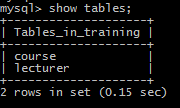 mysql> show tables;
+--------------------+
| Tables_in_training |
+--------------------+
| course             |
| lecturer           |
+--------------------+
2 rows in set (0.15 sec)